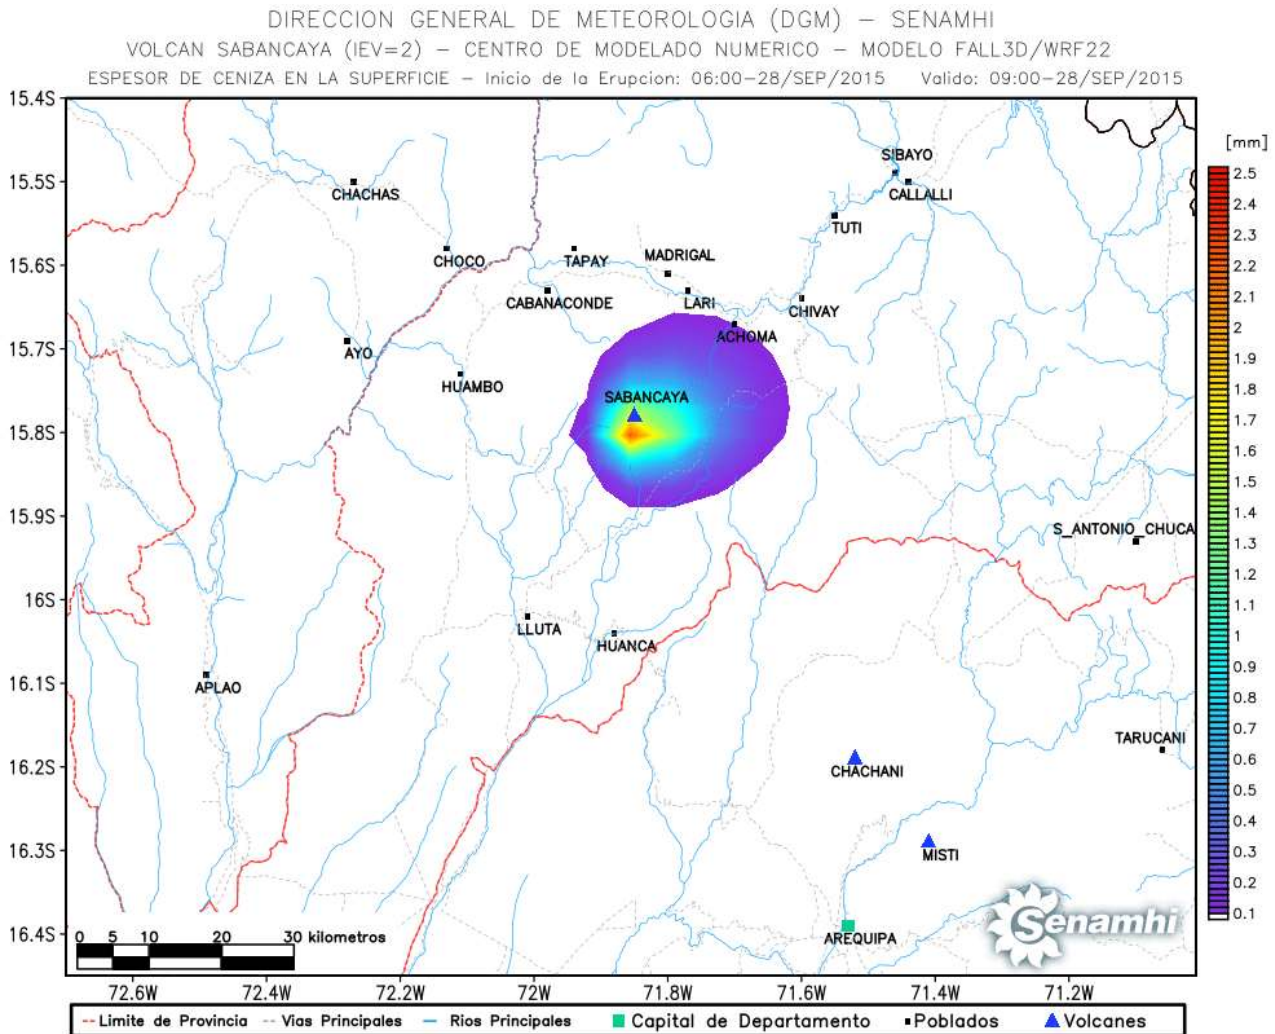 DIRECCION GENERAL DE METEOROLOGIA (DGM) – SENAMHI
VOLCAN SABANCAYA (IEV=2) – CENTRO DE MODELADO NUMERICO – MODELO FALL3D/WRF22
ESPESOR DE CENIZA EN LA SUPERFICIE – Inicio de la Erupcion: 06:00–28/SEP/2015 Valido: 09:00–28/SEP/2015
15.4S
[mm]
SIBAYO
2.5
15.5S
CHACHAS
CALLALLI
2.4
2.3
TUTI
15.6S
CHOCO
TAPAY
MADRIGAL
2.2
CABANACONDE
LARI
CHIVAY
2.1
15.7S
AYO
ACHOMA
2
HUAMBO
SABANCAYA
1.9
1.8
15.8S
1.7
1.6
15.9S
1.5
S_ANTONIO_CHUCA
1.4
1.3
16S
1.2
LLUTA
HUANCA
1.1
1
16.1S
APLAO
0.9
0.8
TARUCANI
16.2S
CHACHANI
0.7
0.6
0.5
16.3S
MISTI
0.4
0.3
0.2
0.1
16.4S
0 5 10 20 30 kilometros
AREQUIPA
Senamhi
72.6W 72.4W 72.2W 72W 71.8W 71.6W 71.4W 71.2W
Limite de Provincia Vias Principales Rios Principales Capital de Departamento Poblados Volcanes